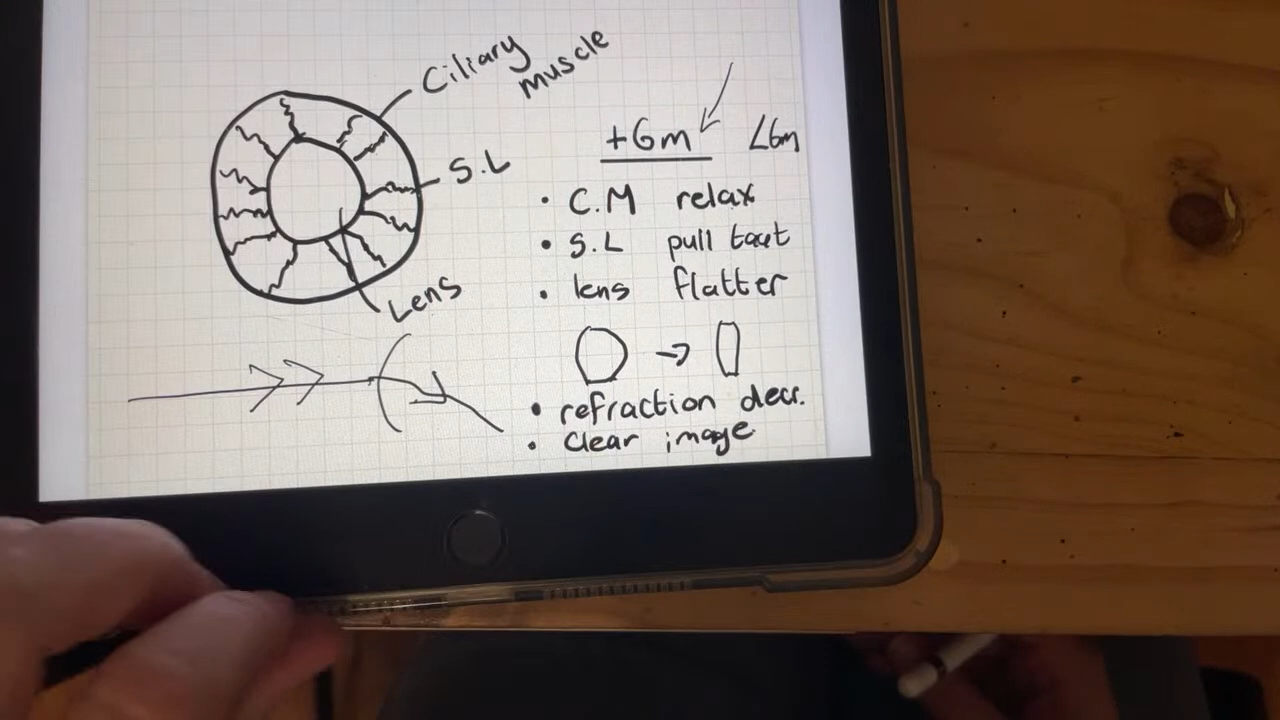 Ciliary
muscle
S.L
Lens
+6m <6m
• C.M relax
• S.L pull taut
• lens flatter
• refraction decr.
• clear image